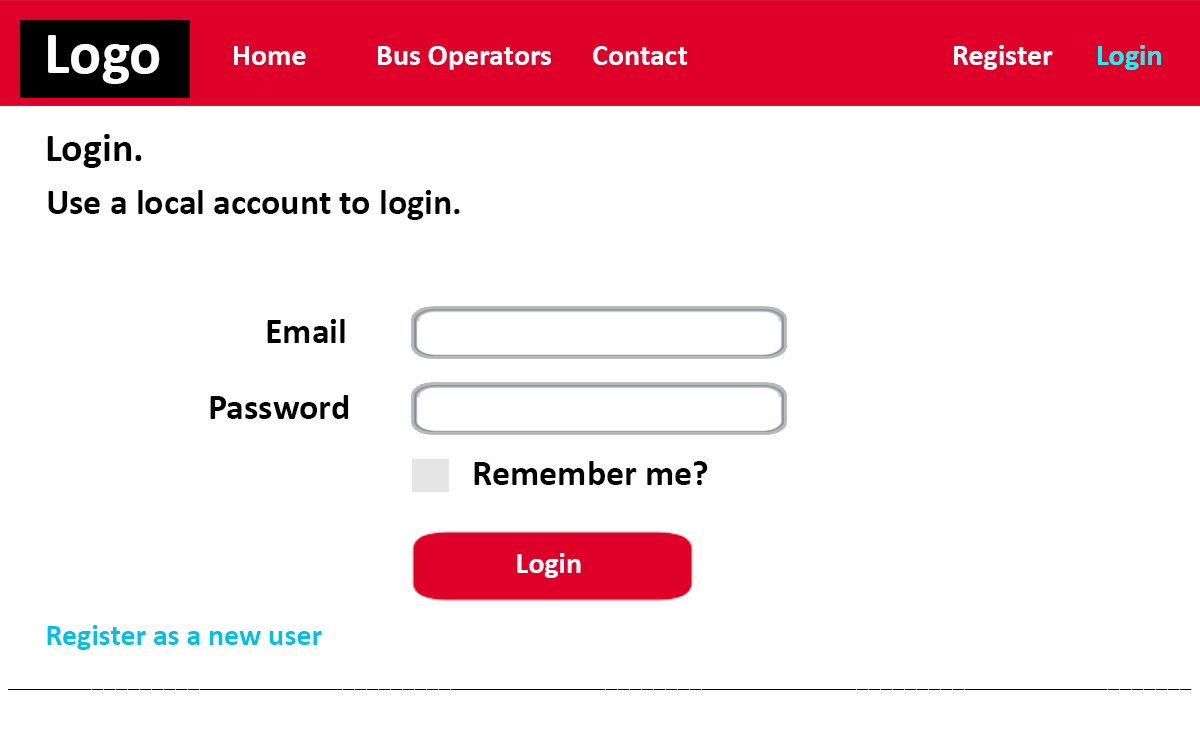 Logo Home Bus Operators Contact Register Login
Login.
Use a local account to login.
Email
Password
Remember me?
Login
Register as a new user